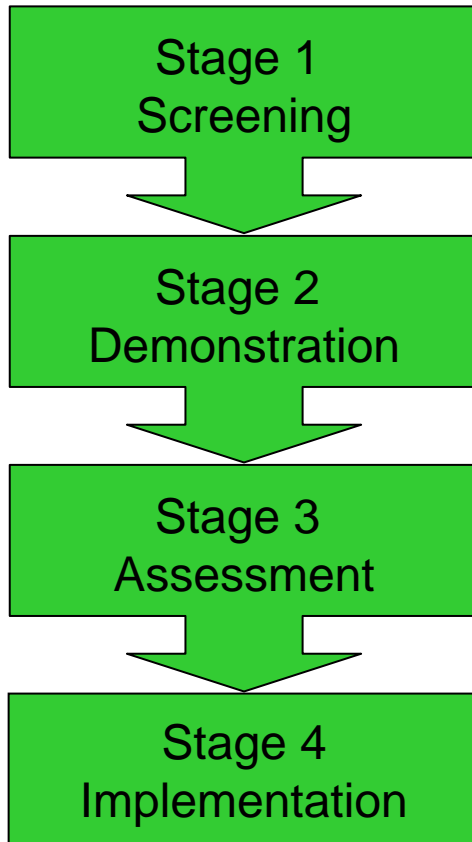 Stage 1
Screening
Stage 2
Demonstration
Stage 3
Assessment
Stage 4
Implementation